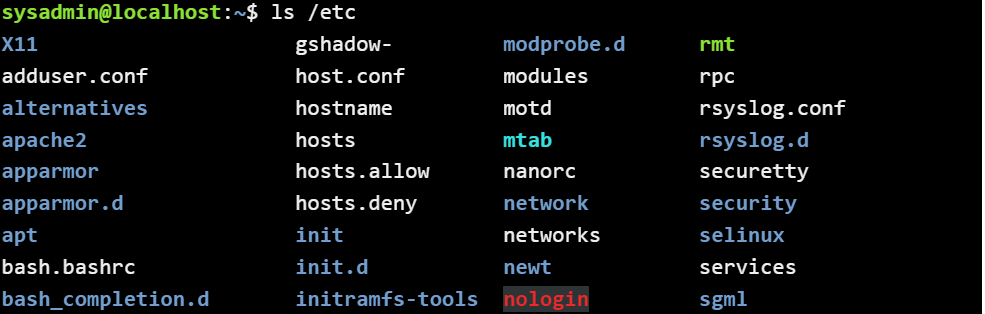 sysadmin@localhost:~$ ls /etc
X11 gshadow- modprobe.d rmt
adduser.conf host.conf modules rpc
alternatives hostname motd rsyslog.conf
apache2 hosts mtab rsyslog.d
apparmor hosts.allow nanorc securetty
apparmor.d hosts.deny network security
apt init networks selinux
bash.bashrc init.d newt services
bash_completion.d initramfs-tools nologin sgml